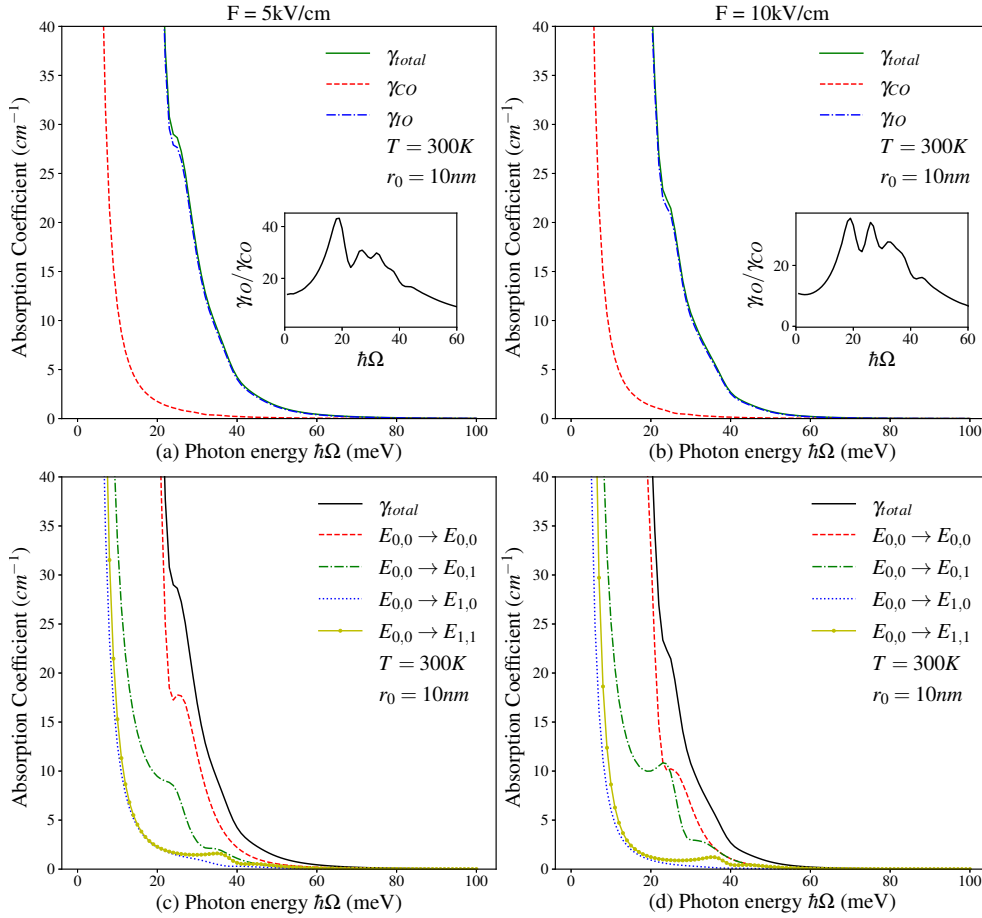 F = 5kV/cm
40
35
30
25
20
15
10
5
0
Absorption Coefficient (cm⁻¹)
γtotal
γCO
γIO
T = 300K
r₀ = 10nm
40
20
γIO/γCO
0 20 40 60
ℏΩ
0 20 40 60 80 100
(a) Photon energy ℏΩ (meV)
F = 10kV/cm
40
35
30
25
20
15
10
5
0
Absorption Coefficient (cm⁻¹)
γtotal
γCO
γIO
T = 300K
r₀ = 10nm
20
0
γIO/γCO
0 20 40 60
ℏΩ
0 20 40 60 80 100
(b) Photon energy ℏΩ (meV)
40
35
30
25
20
15
10
5
0
Absorption Coefficient (cm⁻¹)
γtotal
E0,0 → E0,0
E0,0 → E0,1
E0,0 → E1,0
E0,0 → E1,1
T = 300K
r₀ = 10nm
0 20 40 60 80 100
(c) Photon energy ℏΩ (meV)
40
35
30
25
20
15
10
5
0
Absorption Coefficient (cm⁻¹)
γtotal
E0,0 → E0,0
E0,0 → E0,1
E0,0 → E1,0
E0,0 → E1,1
T = 300K
r₀ = 10nm
0 20 40 60 80 100
(d) Photon energy ℏΩ (meV)